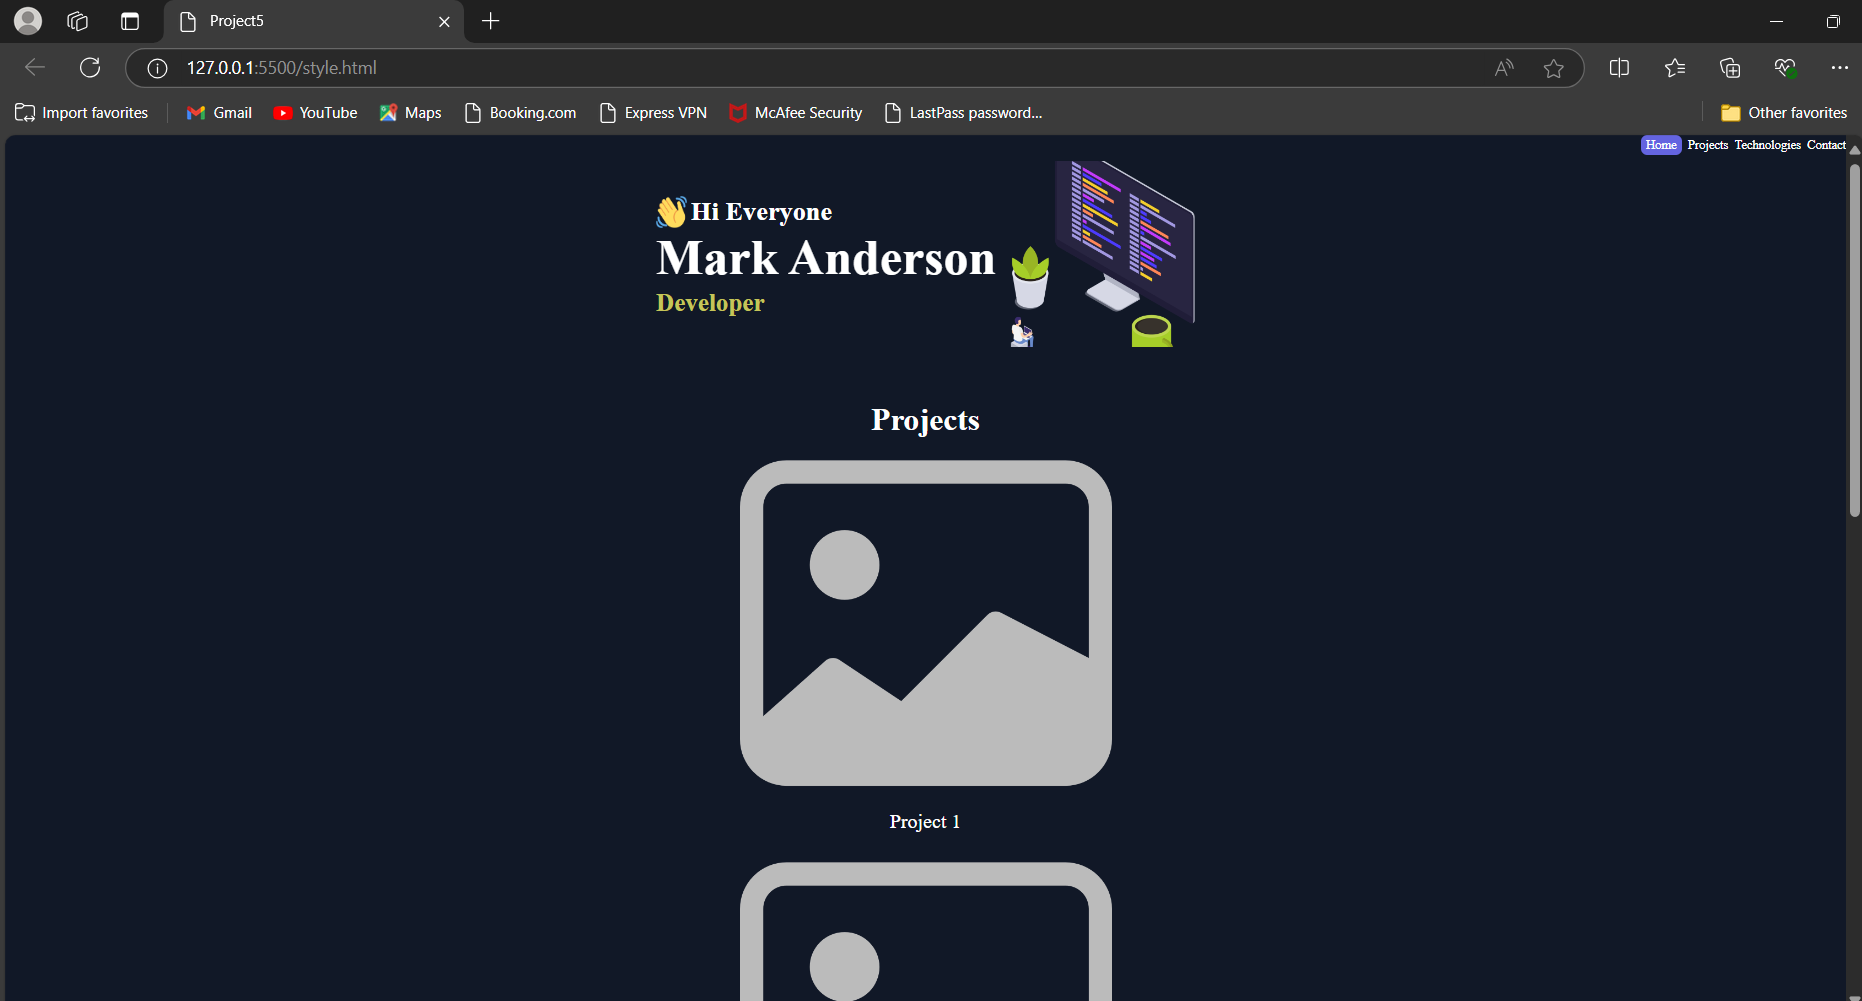 Project5
127.0.0.1:5500/style.html
Import favorites Gmail YouTube Maps Booking.com Express VPN McAfee Security LastPass password... Other favorites
Home Projects Technologies Contact
Hi Everyone
Mark Anderson
Developer
Projects
Project 1